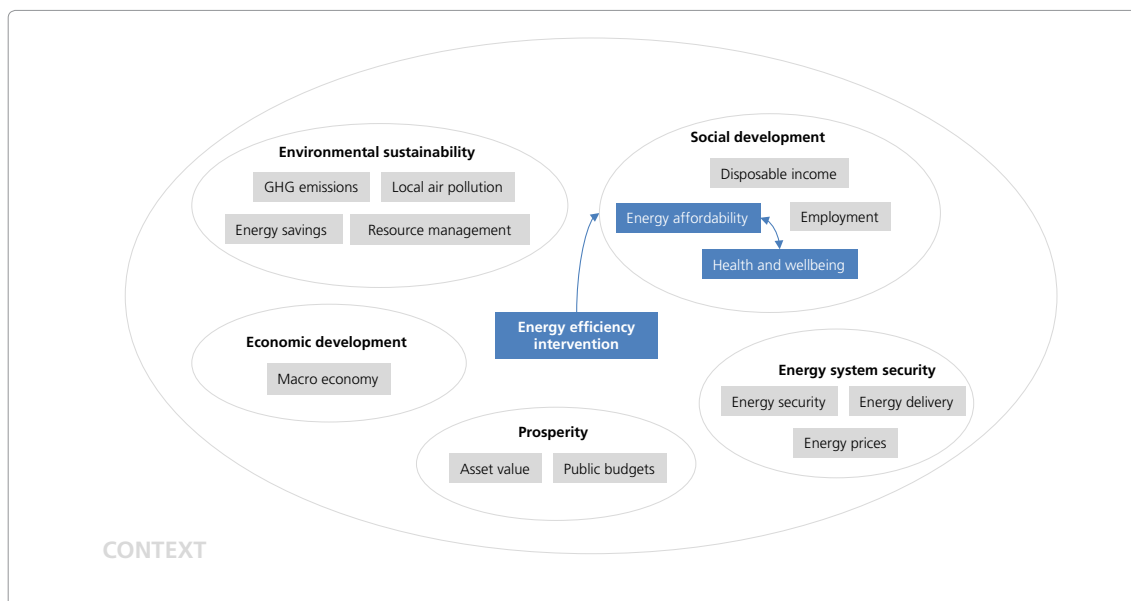 Environmental sustainability
GHG emissions
Local air pollution
Energy savings
Resource management
Social development
Disposable income
Energy affordability
Employment
Health and wellbeing
Energy efficiency
intervention
Economic development
Macro economy
Energy system security
Energy security
Energy delivery
Energy prices
Prosperity
Asset value
Public budgets
CONTEXT